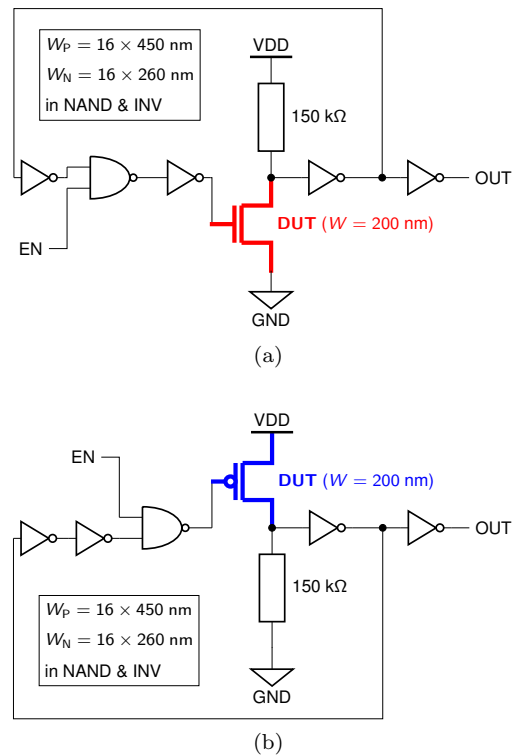 W_P = 16 × 450 nm
W_N = 16 × 260 nm
in NAND & INV
VDD
150 kΩ
OUT
DUT (W = 200 nm)
EN
GND
(a)
VDD
EN
DUT (W = 200 nm)
OUT
150 kΩ
W_P = 16 × 450 nm
W_N = 16 × 260 nm
in NAND & INV
GND
(b)